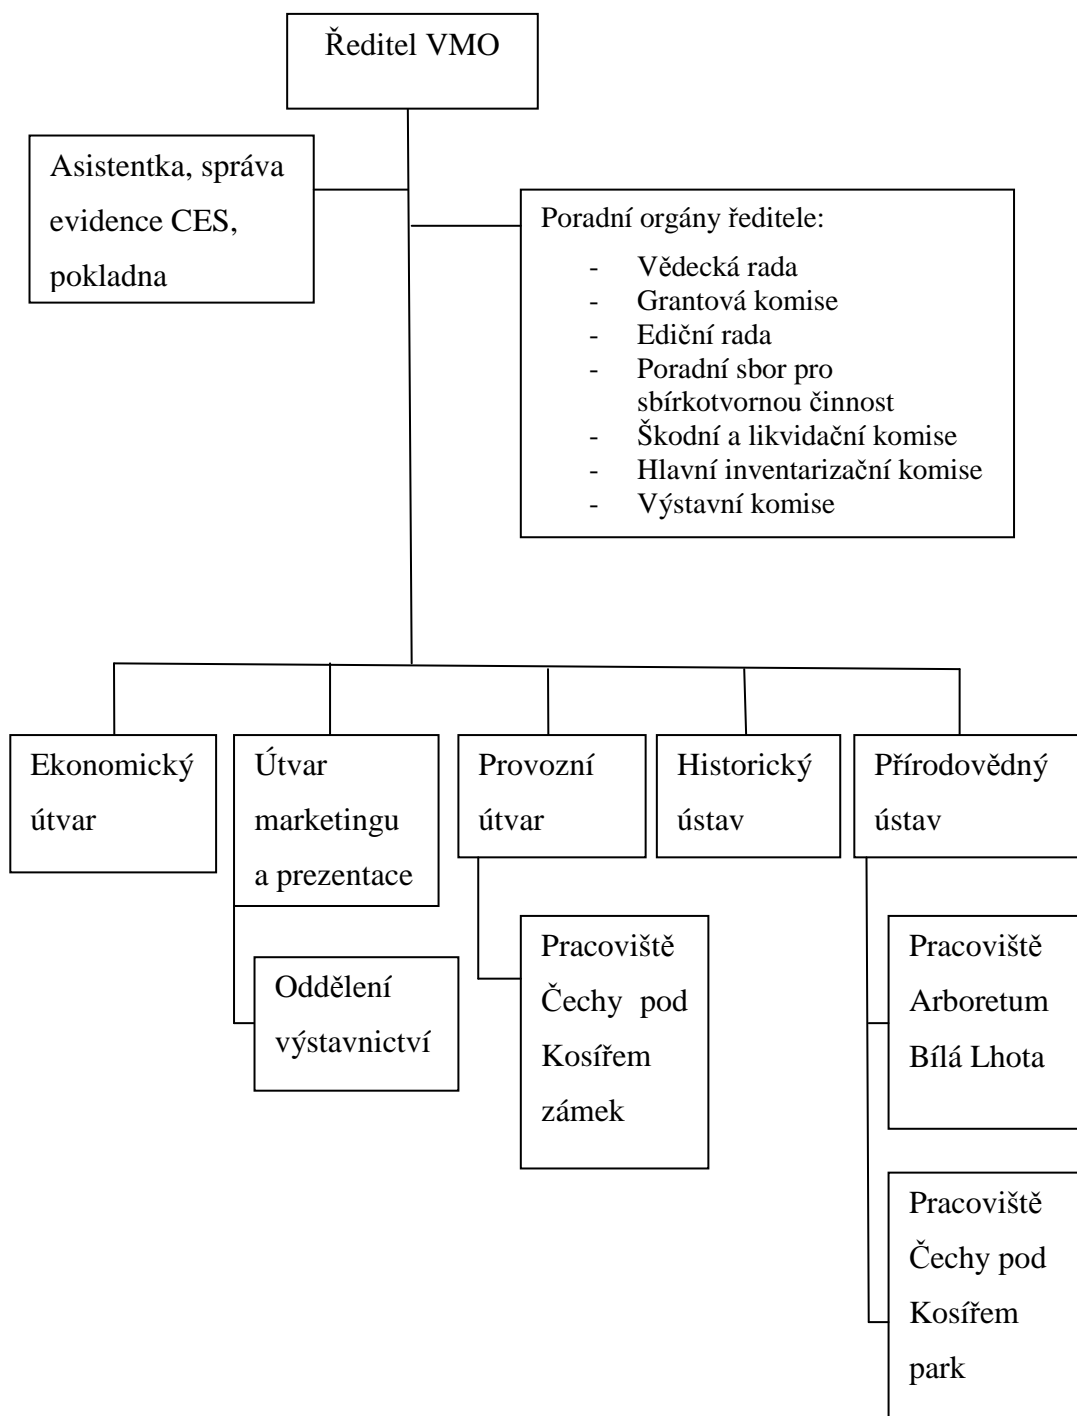 Ředitel VMO
Asistentka, správa
evidence CES,
pokladna
Poradní orgány ředitele:
- Vědecká rada
- Grantová komise
- Ediční rada
- Poradní sbor pro
sbírkotvornou činnost
- Škodní a likvidační komise
- Hlavní inventarizační komise
- Výstavní komise
Ekonomický
útvar
Útvar
marketingu
a prezentace
Provozní
útvar
Historický
ústav
Přírodovědný
ústav
Oddělení
výstavnictví
Pracoviště
Čechy pod
Kosířem
zámek
Pracoviště
Arboretum
Bílá Lhota
Pracoviště
Čechy pod
Kosířem
park